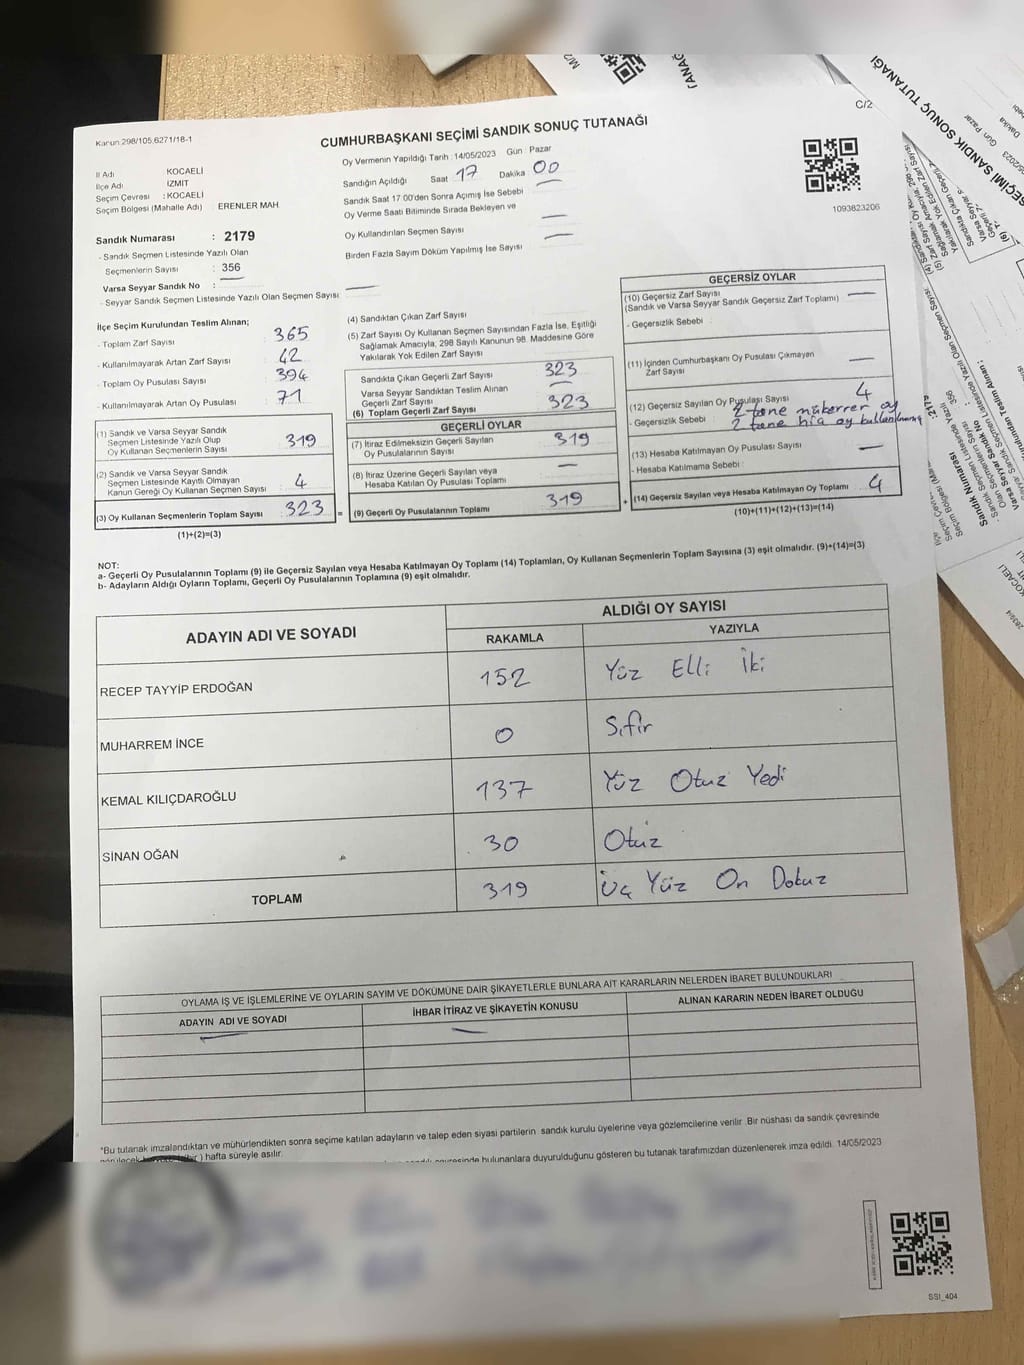 C/2
Kanun:298/105,6271/18-1
CUMHURBAŞKANI SEÇİMİ SANDIK SONUÇ TUTANAĞI
Oy Vermenin Yapıldığı Tarih :14/05/2023 Gün : Pazar
İl Adı KOCAELİ
İlçe Adı İZMİT
Seçim Çevresi : KOCAELİ
Seçim Bölgesi (Mahalle Adı) ERENLER MAH
Sandığın Açıldığı Saat 17 Dakika 00
Sandık Saat 17:00'den Sonra Açımış İse Sebebi —
Oy Verme Saati Bitiminde Sırada Bekleyen ve
Oy Kullandırılan Seçmen Sayısı —
Birden Fazla Sayım Döküm Yapılmış İse Sayısı —
1093823206
Sandık Numarası : 2179
- Sandık Seçmen Listesinde Yazılı Olan
Seçmenlerin Sayısı : 356
Varsa Seyyar Sandık No : —
- Seyyar Sandık Seçmen Listesinde Yazılı Olan Seçmen Sayısı —
İlçe Seçim Kurulundan Teslim Alınan;
- Toplam Zarf Sayısı 365
- Kullanılmayarak Artan Zarf Sayısı 42
- Toplam Oy Pusulası Sayısı 394
- Kullanılmayarak Artan Oy Pusulası 71
(1) Sandık ve Varsa Seyyar Sandık
Seçmen Listesinde Yazılı Olup
Oy Kullanan Seçmenlerin Sayısı 319
(2) Sandık ve Varsa Seyyar Sandık
Seçmen Listesinde Kayıtlı Olmayan
Kanun Gereği Oy Kullanan Seçmen Sayısı 4
(3) Oy Kullanan Seçmenlerin Toplam Sayısı 323
(1)+(2)=(3)
(4) Sandıktan Çıkan Zarf Sayısı
(5) Zarf Sayısı Oy Kullanan Seçmen Sayısından Fazla İse, Eşitliği
Sağlamak Amacıyla, 298 Sayılı Kanunun 98. Maddesine Göre
Yakılarak Yok Edilen Zarf Sayısı
Sandıkta Çıkan Geçerli Zarf Sayısı 323
Varsa Seyyar Sandıktan Teslim Alınan
Geçerli Zarf Sayısı —
(6) Toplam Geçerli Zarf Sayısı 323
GEÇERLİ OYLAR
(7) İtiraz Edilmeksizin Geçerli Sayılan
Oy Pusulalarının Sayısı 319
(8) İtiraz Üzerine Geçerli Sayılan veya
Hesaba Katılan Oy Pusulası Toplamı —
= (9) Geçerli Oy Pusulalarının Toplamı 319
GEÇERSİZ OYLAR
(10) Geçersiz Zarf Sayısı —
(Sandık ve Varsa Seyyar Sandık Geçersiz Zarf Toplamı)
- Geçersizlik Sebebi :
(11) İçinden Cumhurbaşkanı Oy Pusulası Çıkmayan
Zarf Sayısı —
(12) Geçersiz Sayılan Oy Pusulası Sayısı 4
- Geçersizlik Sebebi : 2 tane mükerrer oy
2 tane hiç oy kullanılmamış
(13) Hesaba Katılmayan Oy Pusulası Sayısı —
- Hesaba Katılmama Sebebi :
+ (14) Geçersiz Sayılan veya Hesaba Katılmayan Oy Toplamı 4
(10)+(11)+(12)+(13)=(14)
NOT:
a- Geçerli Oy Pusulalarının Toplamı (9) ile Geçersiz Sayılan veya Hesaba Katılmayan Oy Toplamı (14) Toplamları, Oy Kullanan Seçmenlerin Toplam Sayısına (3) eşit olmalıdır. (9)+(14)=(3)
b- Adayların Aldığı Oyların Toplamı, Geçerli Oy Pusulalarının Toplamına (9) eşit olmalıdır.
ADAYIN ADI VE SOYADI ALDIĞI OY SAYISI
RAKAMLA YAZIYLA
RECEP TAYYİP ERDOĞAN 152 Yüz Elli İki
MUHARREM İNCE 0 Sıfır
KEMAL KILIÇDAROĞLU 137 Yüz Otuz Yedi
SİNAN OĞAN 30 Otuz
TOPLAM 319 Üç Yüz On Dokuz
OYLAMA İŞ VE İŞLEMLERİNE VE OYLARIN SAYIM VE DÖKÜMÜNE DAİR ŞİKAYETLERLE BUNLARA AİT KARARLARIN NELERDEN İBARET BULUNDUKLARI
ADAYIN ADI VE SOYADI İHBAR İTİRAZ VE ŞİKAYETİN KONUSU ALINAN KARARIN NEDEN İBARET OLDUĞU
— —
*Bu tutanak imzalandıktan ve mühürlendikten sonra seçime katılan adayların ve talep eden siyasi partilerin sandık kurulu üyelerine veya gözlemcilerine verilir. Bir nüshası da sandık çevresinde
) hafta süreyle asılır.
bulunanlara duyurulduğunu gösteren bu tutanak tarafımızdan düzenlenerek imza edildi. 14/05/2023
SSI_404